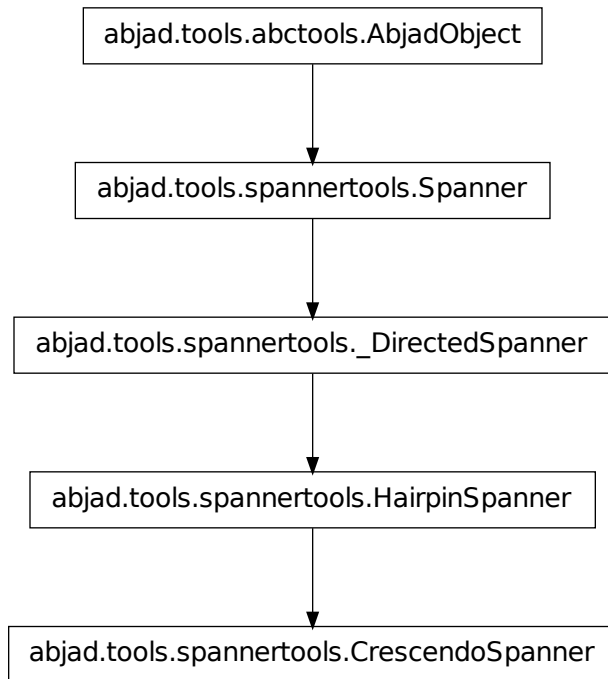 abjad.tools.abctools.AbjadObject
abjad.tools.spannertools.Spanner
abjad.tools.spannertools._DirectedSpanner
abjad.tools.spannertools.HairpinSpanner
abjad.tools.spannertools.CrescendoSpanner